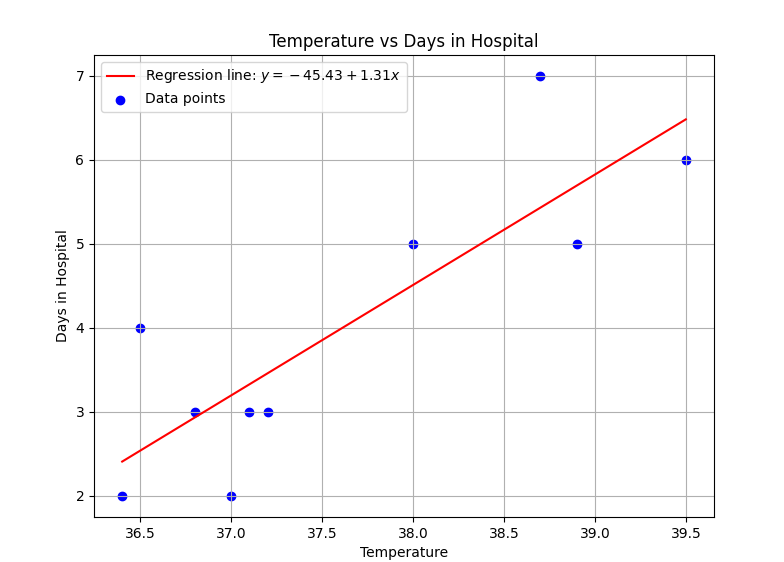 Temperature vs Days in Hospital
Regression line: y = −45.43 + 1.31x
Data points
7
6
5
4
3
2
Days in Hospital
36.5 37.0 37.5 38.0 38.5 39.0 39.5
Temperature